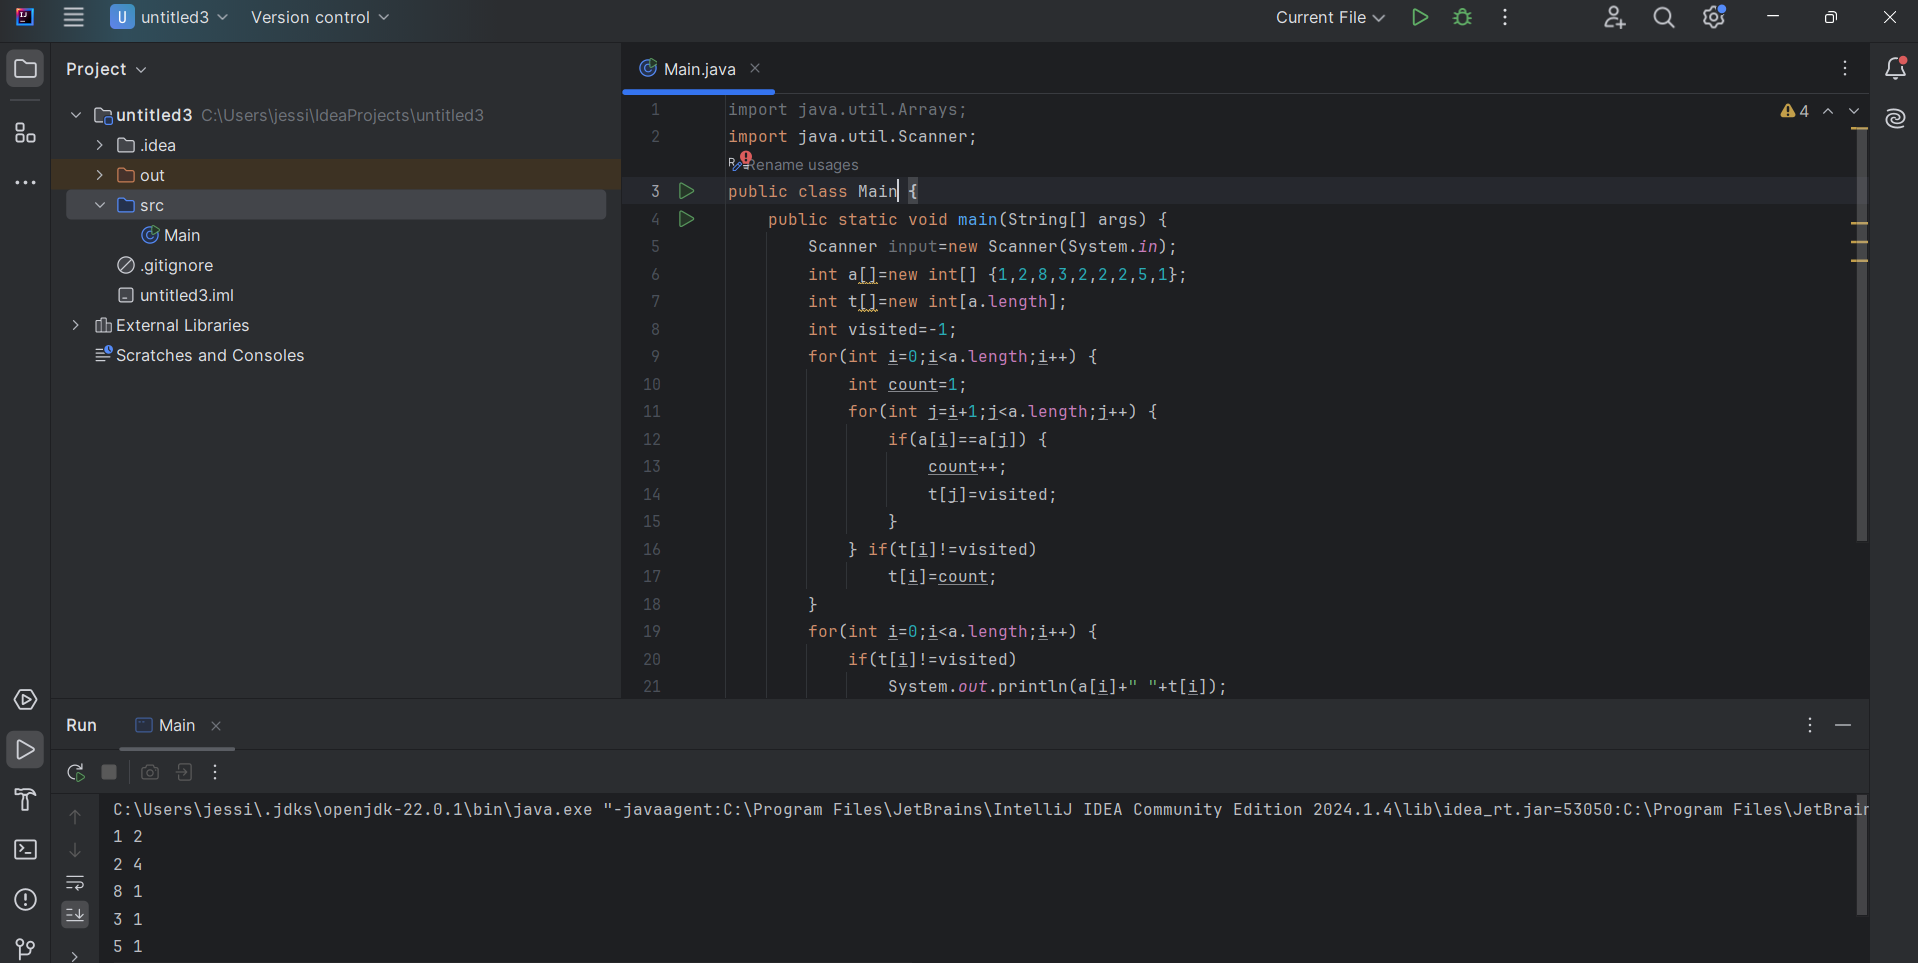 U untitled3 Version control Current File
Project
Main.java
untitled3 C:\Users\jessi\IdeaProjects\untitled3
.idea
out
src
Main
.gitignore
untitled3.iml
External Libraries
Scratches and Consoles
4
1 import java.util.Arrays;
2 import java.util.Scanner;
Rename usages
3 public class Main {
4 public static void main(String[] args) {
5 Scanner input=new Scanner(System.in);
6 int a[]=new int[] {1,2,8,3,2,2,2,5,1};
7 int t[]=new int[a.length];
8 int visited=-1;
9 for(int i=0;i<a.length;i++) {
10 int count=1;
11 for(int j=i+1;j<a.length;j++) {
12 if(a[i]==a[j]) {
13 count++;
14 t[j]=visited;
15 }
16 } if(t[i]!=visited)
17 t[i]=count;
18 }
19 for(int i=0;i<a.length;i++) {
20 if(t[i]!=visited)
21 System.out.println(a[i]+" "+t[i]);
Run Main
C:\Users\jessi\.jdks\openjdk-22.0.1\bin\java.exe "-javaagent:C:\Program Files\JetBrains\IntelliJ IDEA Community Edition 2024.1.4\lib\idea_rt.jar=53050:C:\Program Files\JetBrain
1 2
2 4
8 1
3 1
5 1